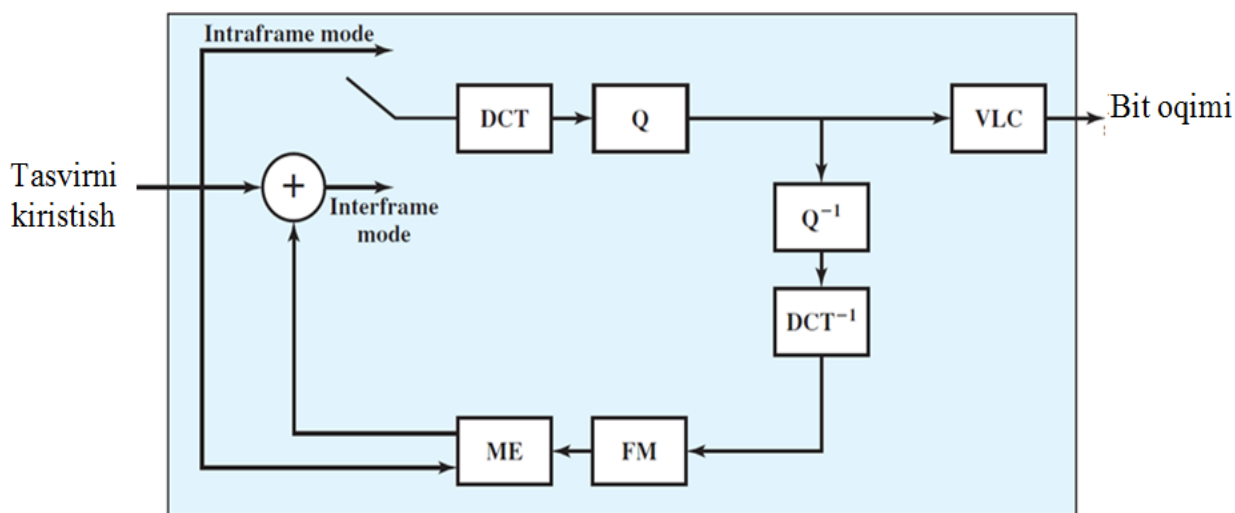 Intraframe mode
DCT
Q
VLC
Bit oqimi
Tasvirni
kiristish
+
Interframe
mode
Q⁻¹
DCT⁻¹
ME
FM